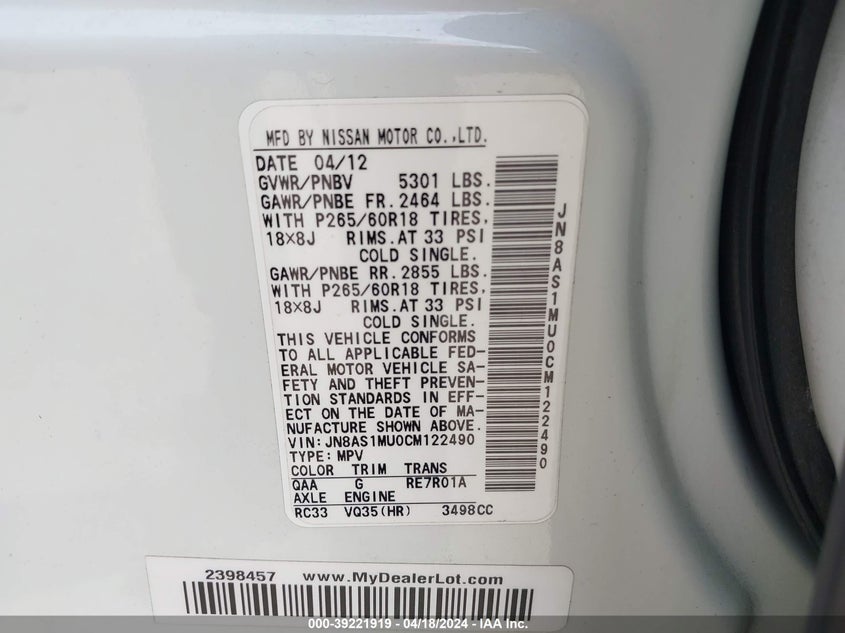 MFD BY NISSAN MOTOR CO.,LTD.
DATE 04/12
GVWR/PNBV 5301 LBS.
GAWR/PNBE FR. 2464 LBS.
WITH P265/60R18 TIRES,
18X8J RIMS.AT 33 PSI
COLD SINGLE.
GAWR/PNBE RR. 2855 LBS.
WITH P265/60R18 TIRES,
18X8J RIMS.AT 33 PSI
COLD SINGLE.
THIS VEHICLE CONFORMS
TO ALL APPLICABLE FED-
ERAL MOTOR VEHICLE SA-
FETY AND THEFT PREVEN-
TION STANDARDS IN EFF-
ECT ON THE DATE OF MA-
NUFACTURE SHOWN ABOVE.
VIN: JN8AS1MU0CM122490
TYPE: MPV
COLOR TRIM TRANS
QAA G RE7R01A
AXLE ENGINE
RC33 VQ35(HR) 3498CC
JN8AS1MU0CM122490
2398457 www.MyDealerLot.com
000-39221919 - 04/18/2024 - IAA Inc.